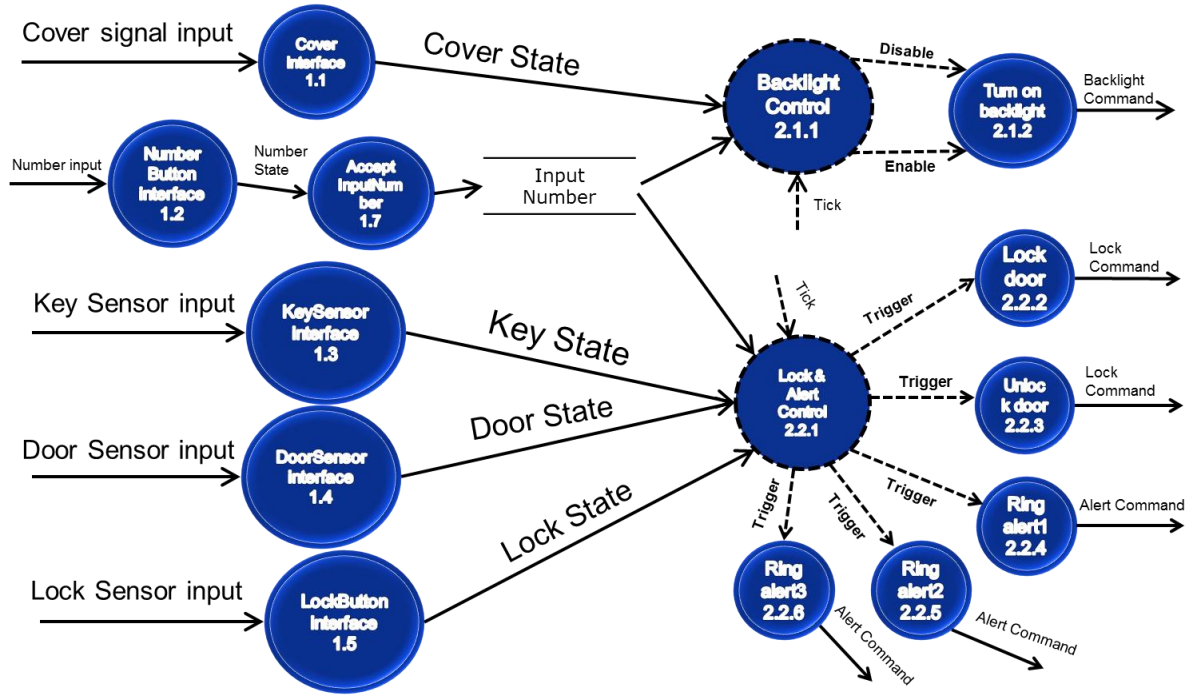 Cover signal input
Cover
Interface
1.1
Cover State
Backlight
Control
2.1.1
Disable
Enable
Tick
Turn on
backlight
2.1.2
Backlight
Command
Number input
Number
Button
Interface
1.2
Number
State
Accept
InputNum
ber
1.7
Input
Number
Key Sensor input
KeySensor
Interface
1.3
Key State
Tick
Lock &
Alert
Control
2.2.1
Trigger
Lock
door
2.2.2
Lock
Command
Trigger
Unloc
k door
2.2.3
Lock
Command
Door Sensor input
DoorSensor
Interface
1.4
Door State
Trigger
Ring
alert1
2.2.4
Alert Command
Lock Sensor input
LockButton
Interface
1.5
Lock State
Trigger
Ring
alert3
2.2.6
Alert Command
Trigger
Ring
alert2
2.2.5
Alert Command